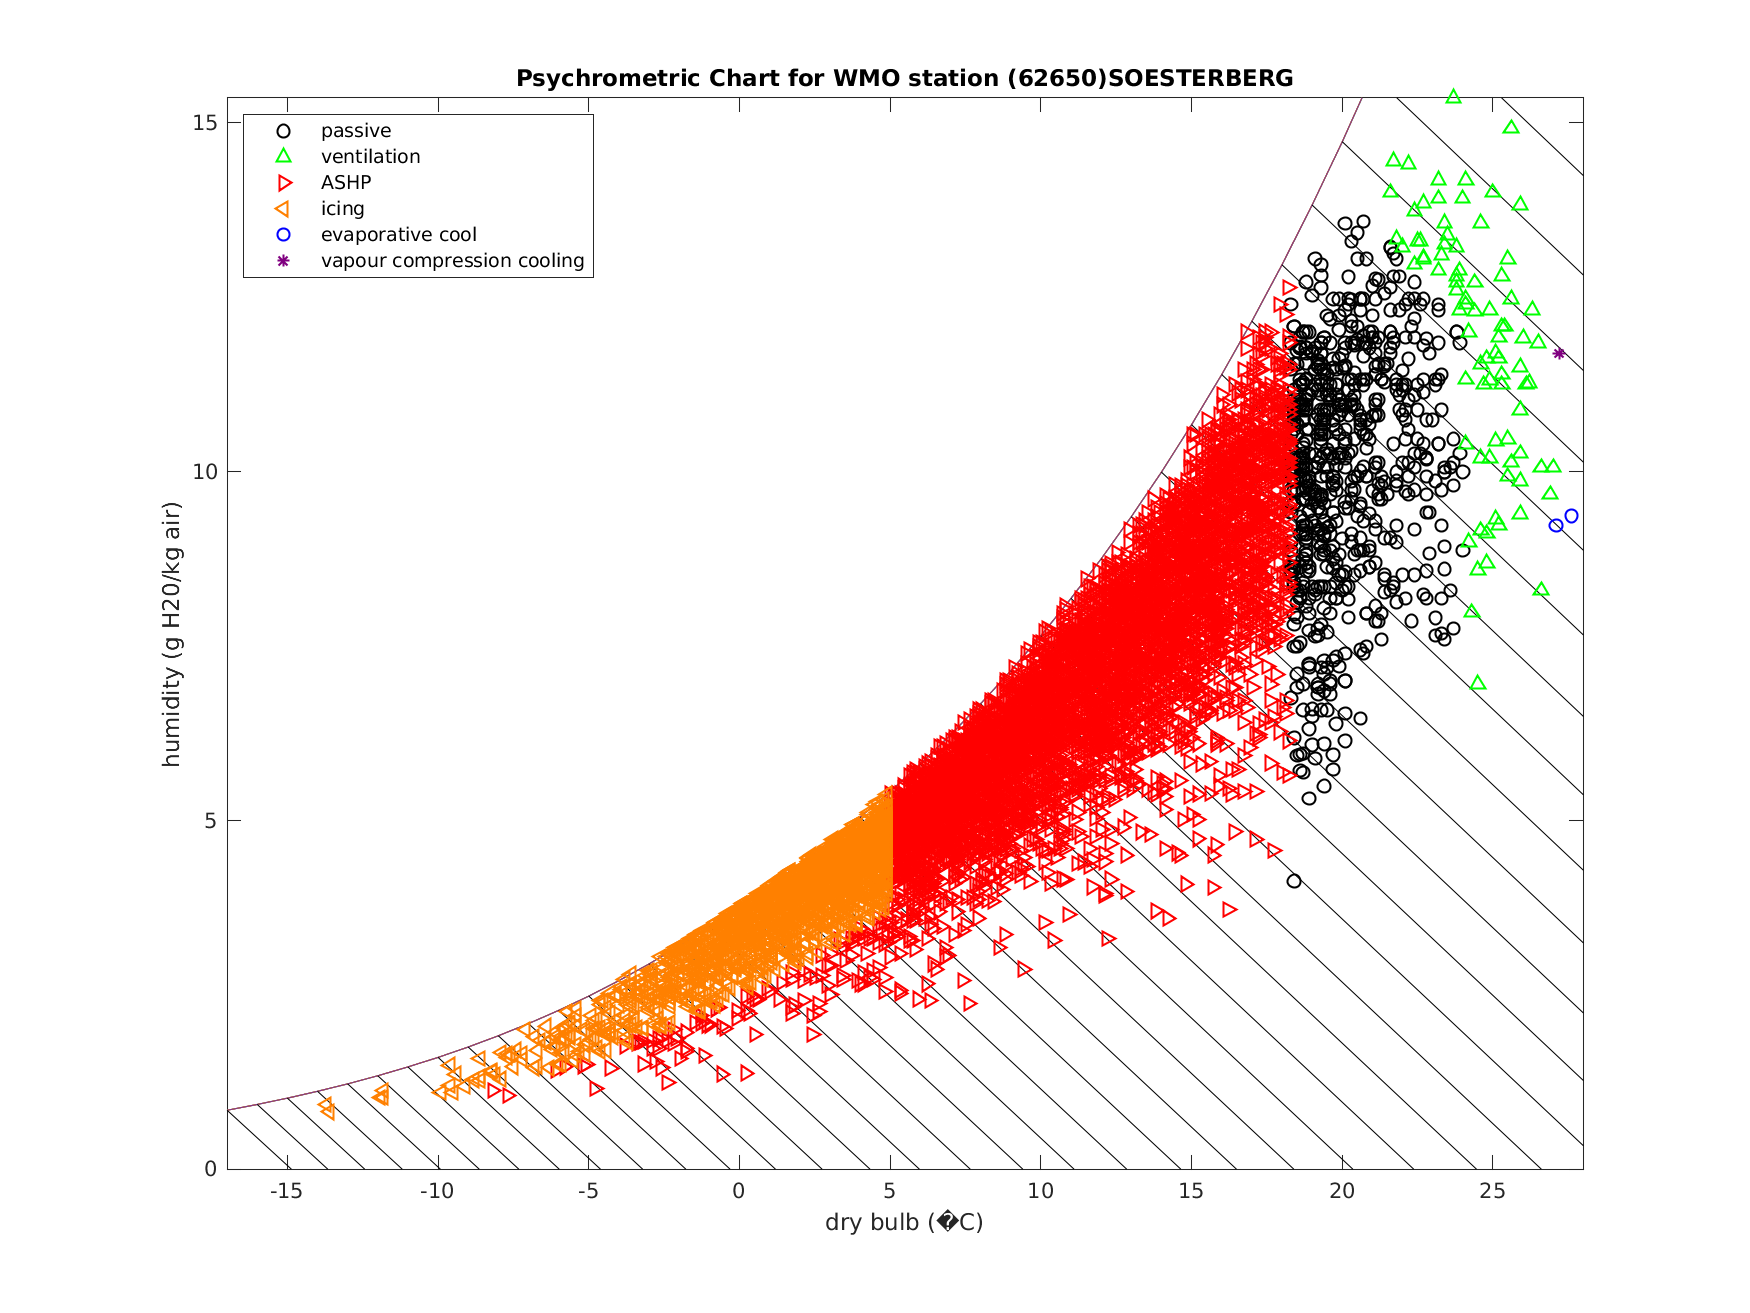 Psychrometric Chart for WMO station (62650)SOESTERBERG
passive
ventilation
ASHP
icing
evaporative cool
vapour compression cooling
15
10
5
0
humidity (g H20/kg air)
-15 -10 -5 0 5 10 15 20 25
dry bulb (�C)